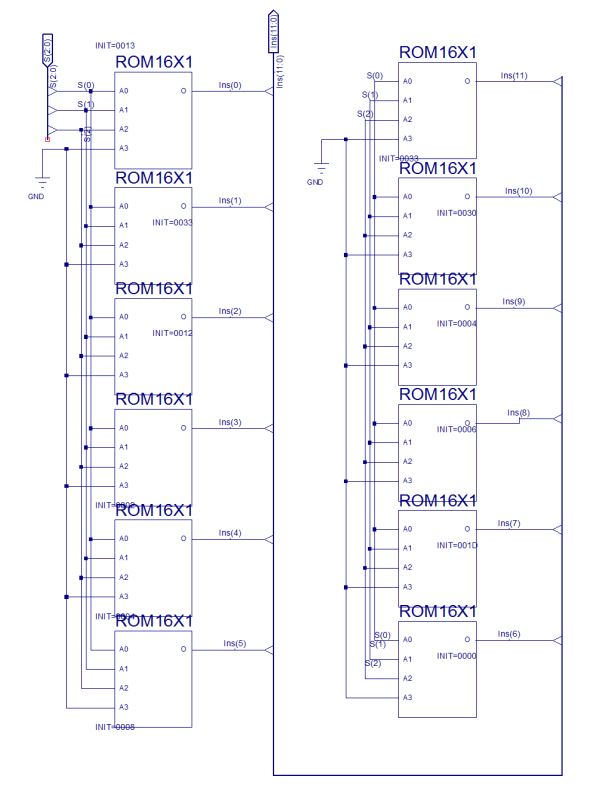 S(2:0)
S(2:0)
INIT=0013
ROM16X1
S(0)
S(1)
S(2)
A0
A1
A2
A3
O
Ins(0)
GND
ROM16X1
A0
A1
A2
A3
O
INIT=0033
Ins(1)
ROM16X1
A0
A1
A2
A3
O
INIT=0012
Ins(2)
ROM16X1
A0
A1
A2
A3
O
Ins(3)
ROM16X1
A0
A1
A2
A3
O
Ins(4)
ROM16X1
A0
A1
A2
A3
O
Ins(5)
INIT=0008
Ins(11:0)
Ins(11:0)
ROM16X1
S(0)
S(1)
S(2)
A0
A1
A2
A3
O
Ins(11)
GND
INIT=0033
ROM16X1
A0
A1
A2
A3
O
INIT=0030
Ins(10)
ROM16X1
A0
A1
A2
A3
O
INIT=0004
Ins(9)
ROM16X1
A0
A1
A2
A3
O
INIT=0006
Ins(8)
ROM16X1
A0
A1
A2
A3
O
INIT=001D
Ins(7)
ROM16X1
S(0)
S(1)
S(2)
A0
A1
A2
A3
O
INIT=0000
Ins(6)